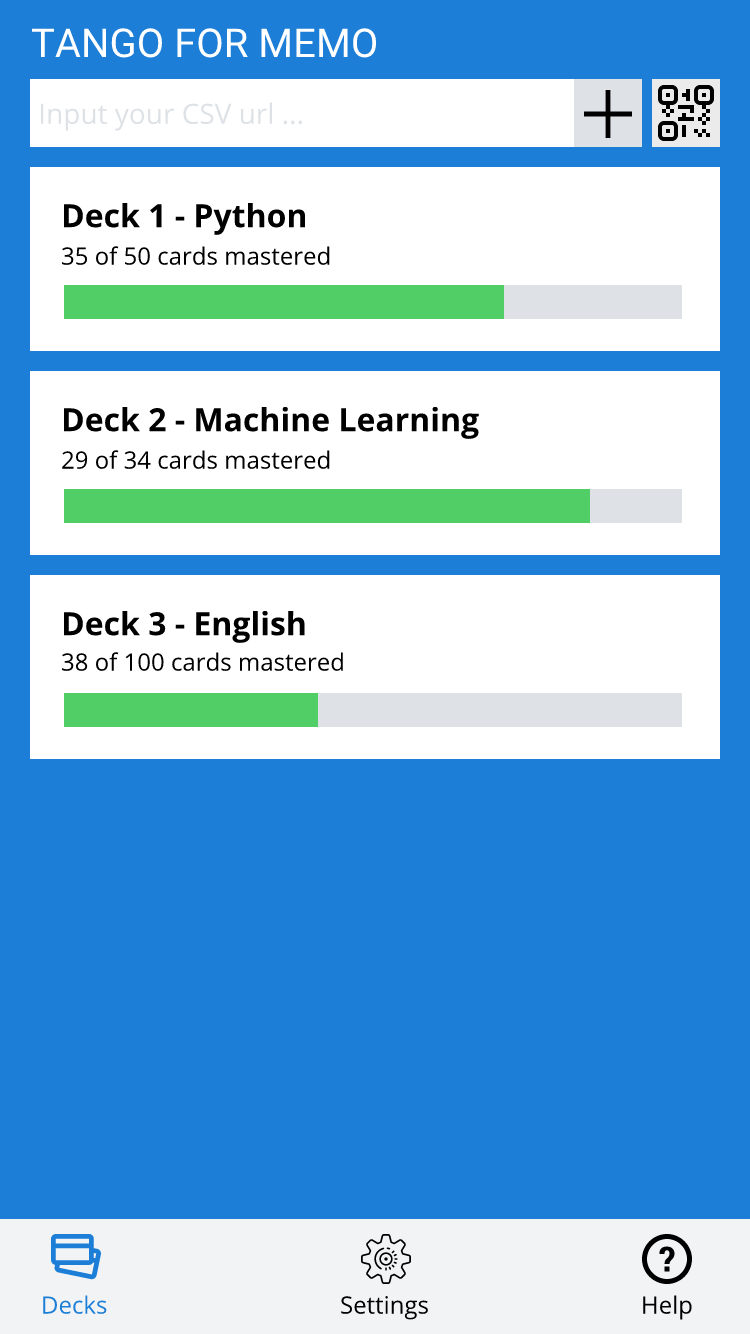 TANGO FOR MEMO
Input your CSV url ...
Deck 1 - Python
35 of 50 cards mastered
Deck 2 - Machine Learning
29 of 34 cards mastered
Deck 3 - English
38 of 100 cards mastered
Decks
Settings
Help